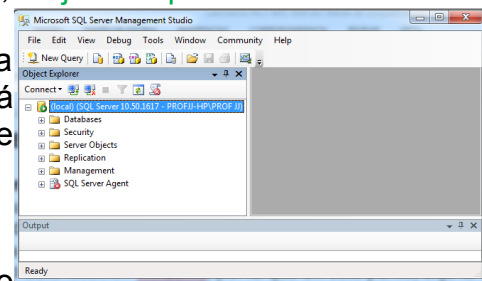 Microsoft SQL Server Management Studio
File Edit View Debug Tools Window Community Help
New Query
Object Explorer
Connect
(local) (SQL Server 10.50.1617 - PROFJJ-HP\PROF JJ)
Databases
Security
Server Objects
Replication
Management
SQL Server Agent
Output
Ready
a
á
e